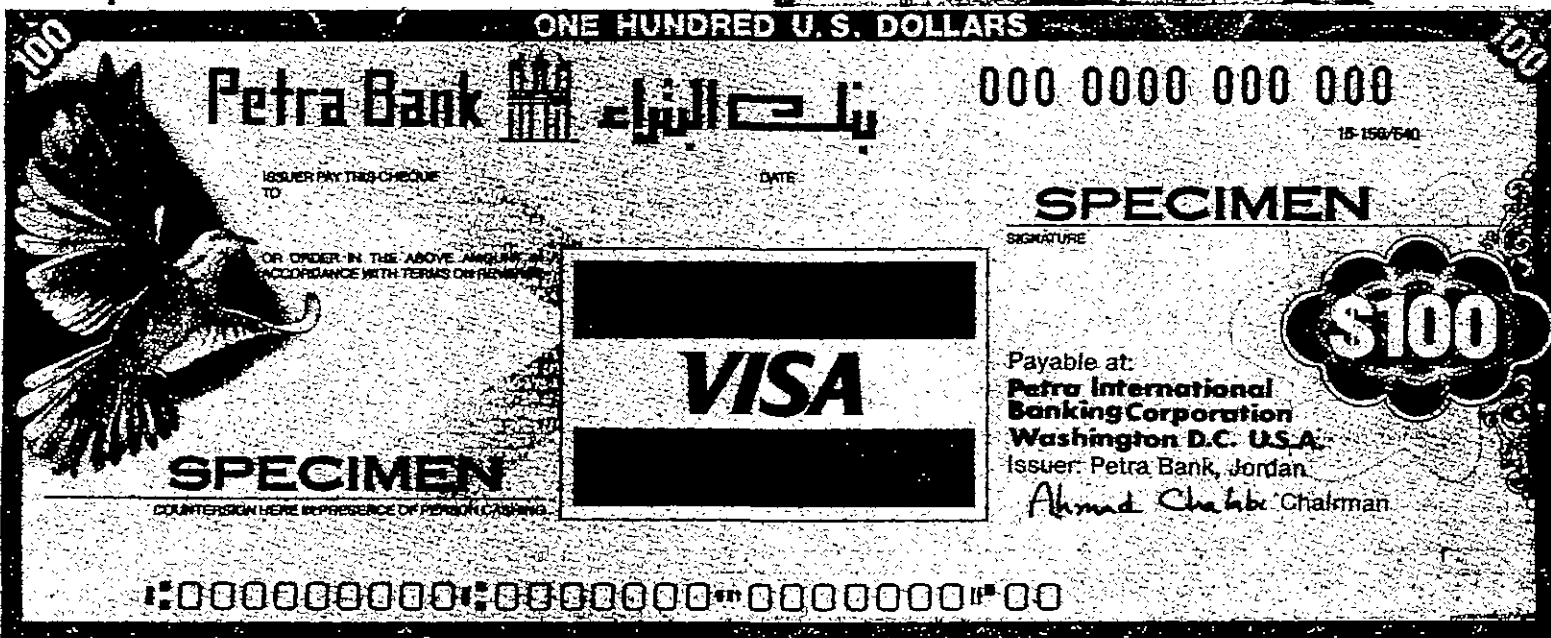 ONE HUNDRED U.S. DOLLARS
100
100
Petra Bank
بنك البتراء
000 0000 000 000
15-156/540
ISSUER PAY THIS CHEQUE
TO
DATE
SPECIMEN
SIGNATURE
OR ORDER IN THE ABOVE AMOUNT IN
ACCORDANCE WITH TERMS ON REVERSE
VISA
$100
Payable at:
Petra International
Banking Corporation
Washington D.C. U.S.A.
Issuer: Petra Bank, Jordan
Ahmad Chalabi Chairman
SPECIMEN
COUNTERSIGN HERE IN PRESENCE OF PERSON CASHING
⑆000000000⑆0000000⑉0000000⑈00